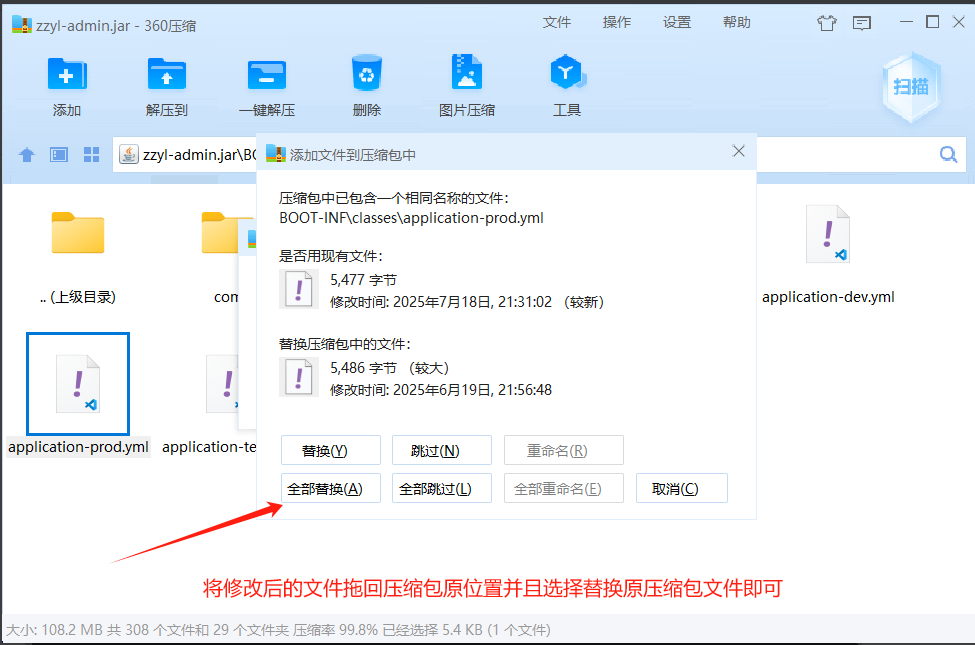 zzyl-admin.jar - 360压缩
文件 操作 设置 帮助
添加 解压到 一键解压 删除 图片压缩 工具
扫描
zzyl-admin.jar\BO
添加文件到压缩包中
压缩包中已包含一个相同名称的文件:
BOOT-INF\classes\application-prod.yml
是否用现有文件:
5,477 字节
修改时间: 2025年7月18日, 21:31:02 （较新）
替换压缩包中的文件:
5,486 字节 （较大）
修改时间: 2025年6月19日, 21:56:48
替换(Y) 跳过(N) 重命名(R)
全部替换(A) 全部跳过(L) 全部重命名(E) 取消(C)
.. (上级目录) com application-dev.yml
application-prod.yml application-te
将修改后的文件拖回压缩包原位置并且选择替换原压缩包文件即可
大小: 108.2 MB 共 308 个文件和 29 个文件夹 压缩率 99.8% 已经选择 5.4 KB (1 个文件)